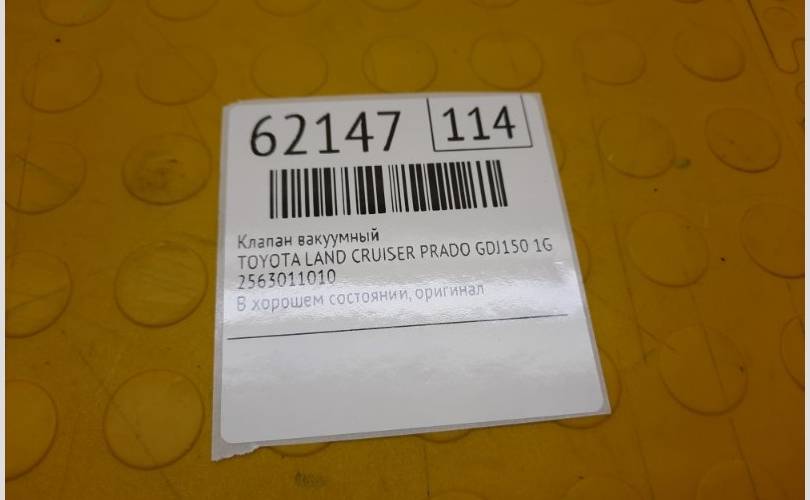 62147 114
Клапан вакуумный
TOYOTA LAND CRUISER PRADO GDJ150 1G
2563011010
В хорошем состоянии, оригинал